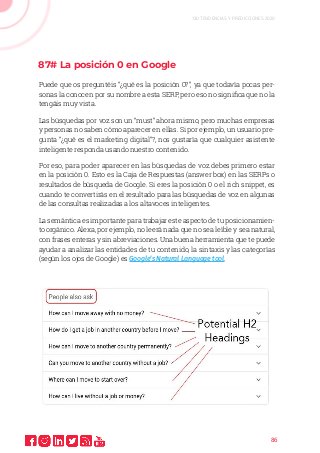 87# La posición 0 en Google
Puede que os preguntéis "¿qué es la posición 0?", ya que todavía pocas per-
sonas la conocen por su nombre a esta SERP, pero eso no significa que no la
tengáis muy vista.
Las búsquedas por voz son un "must" ahora mismo, pero muchas empresas
y personas no saben cómo aparecer en ellas. Si por ejemplo, un usuario pre-
gunta "¿qué es el marketing digital"?, nos gustaría que cualquier asistente
inteligente responda usando nuestro contenido.
Por eso, para poder aparecer en las búsquedas de voz debes primero estar
en la posición 0. Esto es la Caja de Respuestas (answer box) en las SERPs o
resultados de búsqueda de Google. Si eres la posición 0 o el rich snippet, es
cuando te convertirás en el resultado para las búsquedas de voz en algunas
de las consultas realizadas a los altavoces inteligentes.
La semántica es importante para trabajar este aspecto de tu posicionamien-
to orgánico. Alexa, por ejemplo, no leerá nada que no sea leíble y sea natural,
con frases enteras y sin abreviaciones. Una buena herramienta que te puede
ayudar a analizar las entidades de tu contenido, la sintaxis y las categorías
(según los ojos de Google) es Google's Natural Language tool.
People also ask
How can I move away with no money?
How do I get a job in another country before I move?
How can I move to another country permanently?
Can you move to another country without a job?
Where can I move to start over?
How can I live without a job or money?
Potential H2
Headings
86